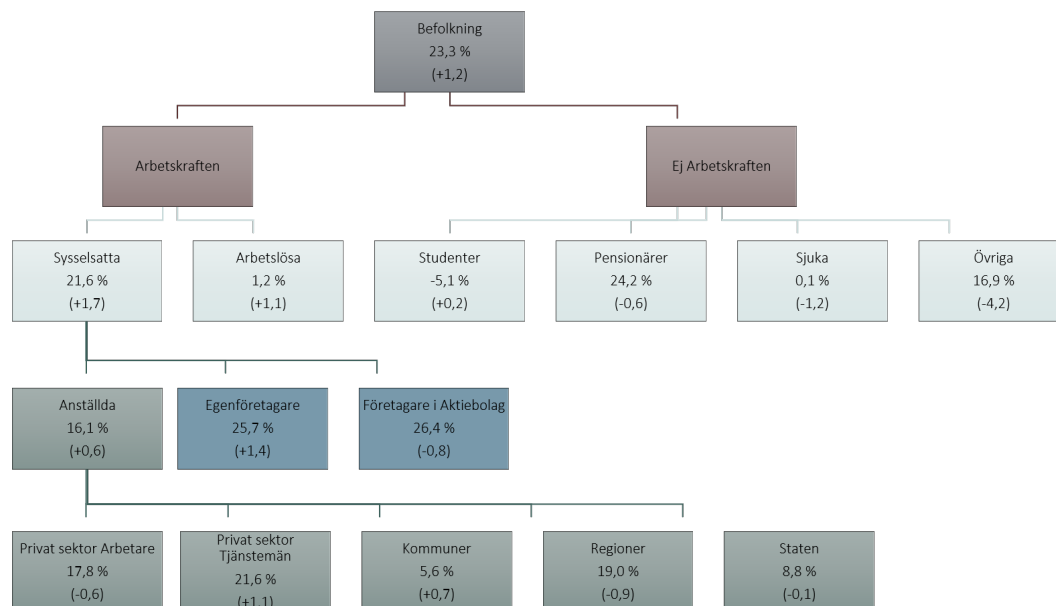 Befolkning
23,3 %
(+1,2)
Arbetskraften
Ej Arbetskraften
Sysselsatta
21,6 %
(+1,7)
Arbetslösa
1,2 %
(+1,1)
Studenter
-5,1 %
(+0,2)
Pensionärer
24,2 %
(-0,6)
Sjuka
0,1 %
(-1,2)
Övriga
16,9 %
(-4,2)
Anställda
16,1 %
(+0,6)
Egenföretagare
25,7 %
(+1,4)
Företagare i Aktiebolag
26,4 %
(-0,8)
Privat sektor Arbetare
17,8 %
(-0,6)
Privat sektor
Tjänstemän
21,6 %
(+1,1)
Kommuner
5,6 %
(+0,7)
Regioner
19,0 %
(-0,9)
Staten
8,8 %
(-0,1)